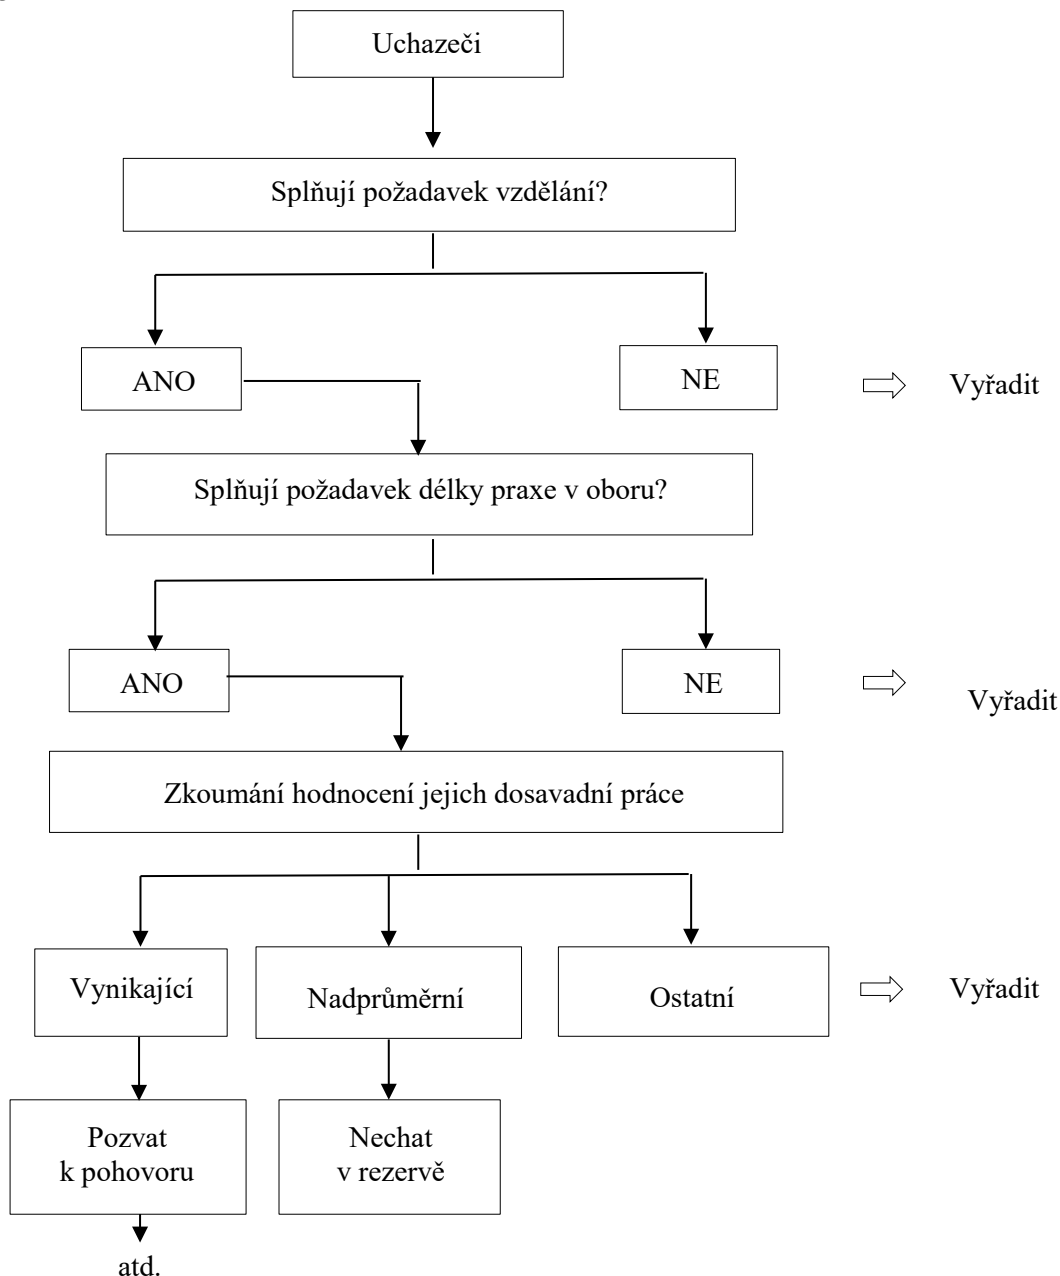 Uchazeči
Splňují požadavek vzdělání?
ANO
NE
Vyřadit
Splňují požadavek délky praxe v oboru?
ANO
NE
Vyřadit
Zkoumání hodnocení jejich dosavadní práce
Vynikající
Nadprůměrní
Ostatní
Vyřadit
Pozvat
k pohovoru
Nechat
v rezervě
atd.